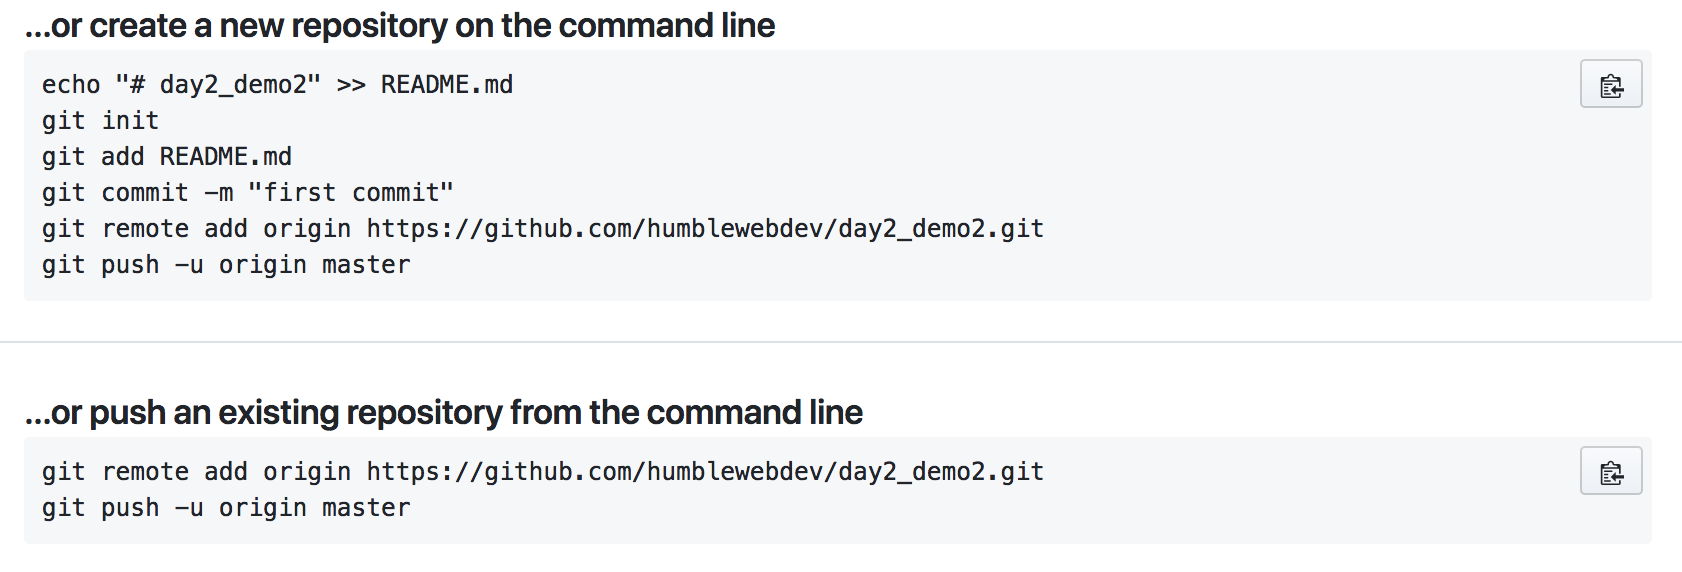 ...or create a new repository on the command line
echo "# day2_demo2" >> README.md
git init
git add README.md
git commit -m "first commit"
git remote add origin https://github.com/humblewebdev/day2_demo2.git
git push -u origin master
...or push an existing repository from the command line
git remote add origin https://github.com/humblewebdev/day2_demo2.git
git push -u origin master